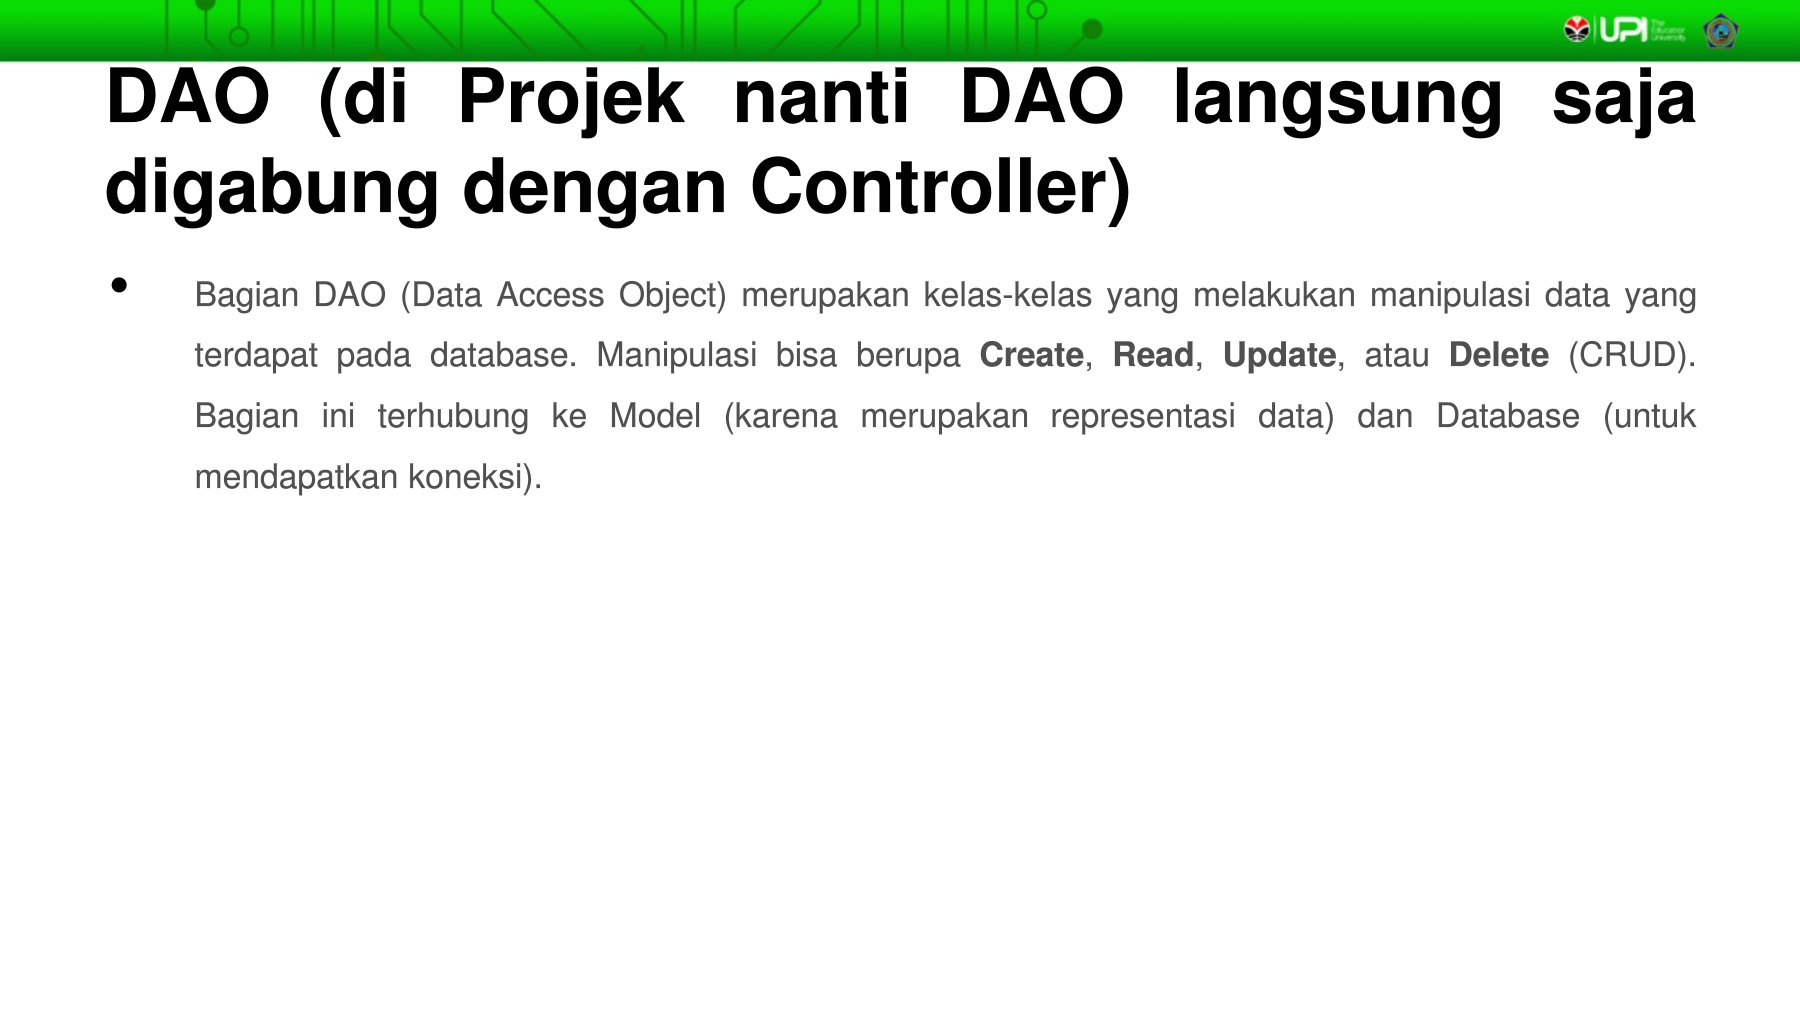 UPI The Education University
DAO (di Projek nanti DAO langsung saja
digabung dengan Controller)
• Bagian DAO (Data Access Object) merupakan kelas-kelas yang melakukan manipulasi data yang
terdapat pada database. Manipulasi bisa berupa Create, Read, Update, atau Delete (CRUD).
Bagian ini terhubung ke Model (karena merupakan representasi data) dan Database (untuk
mendapatkan koneksi).